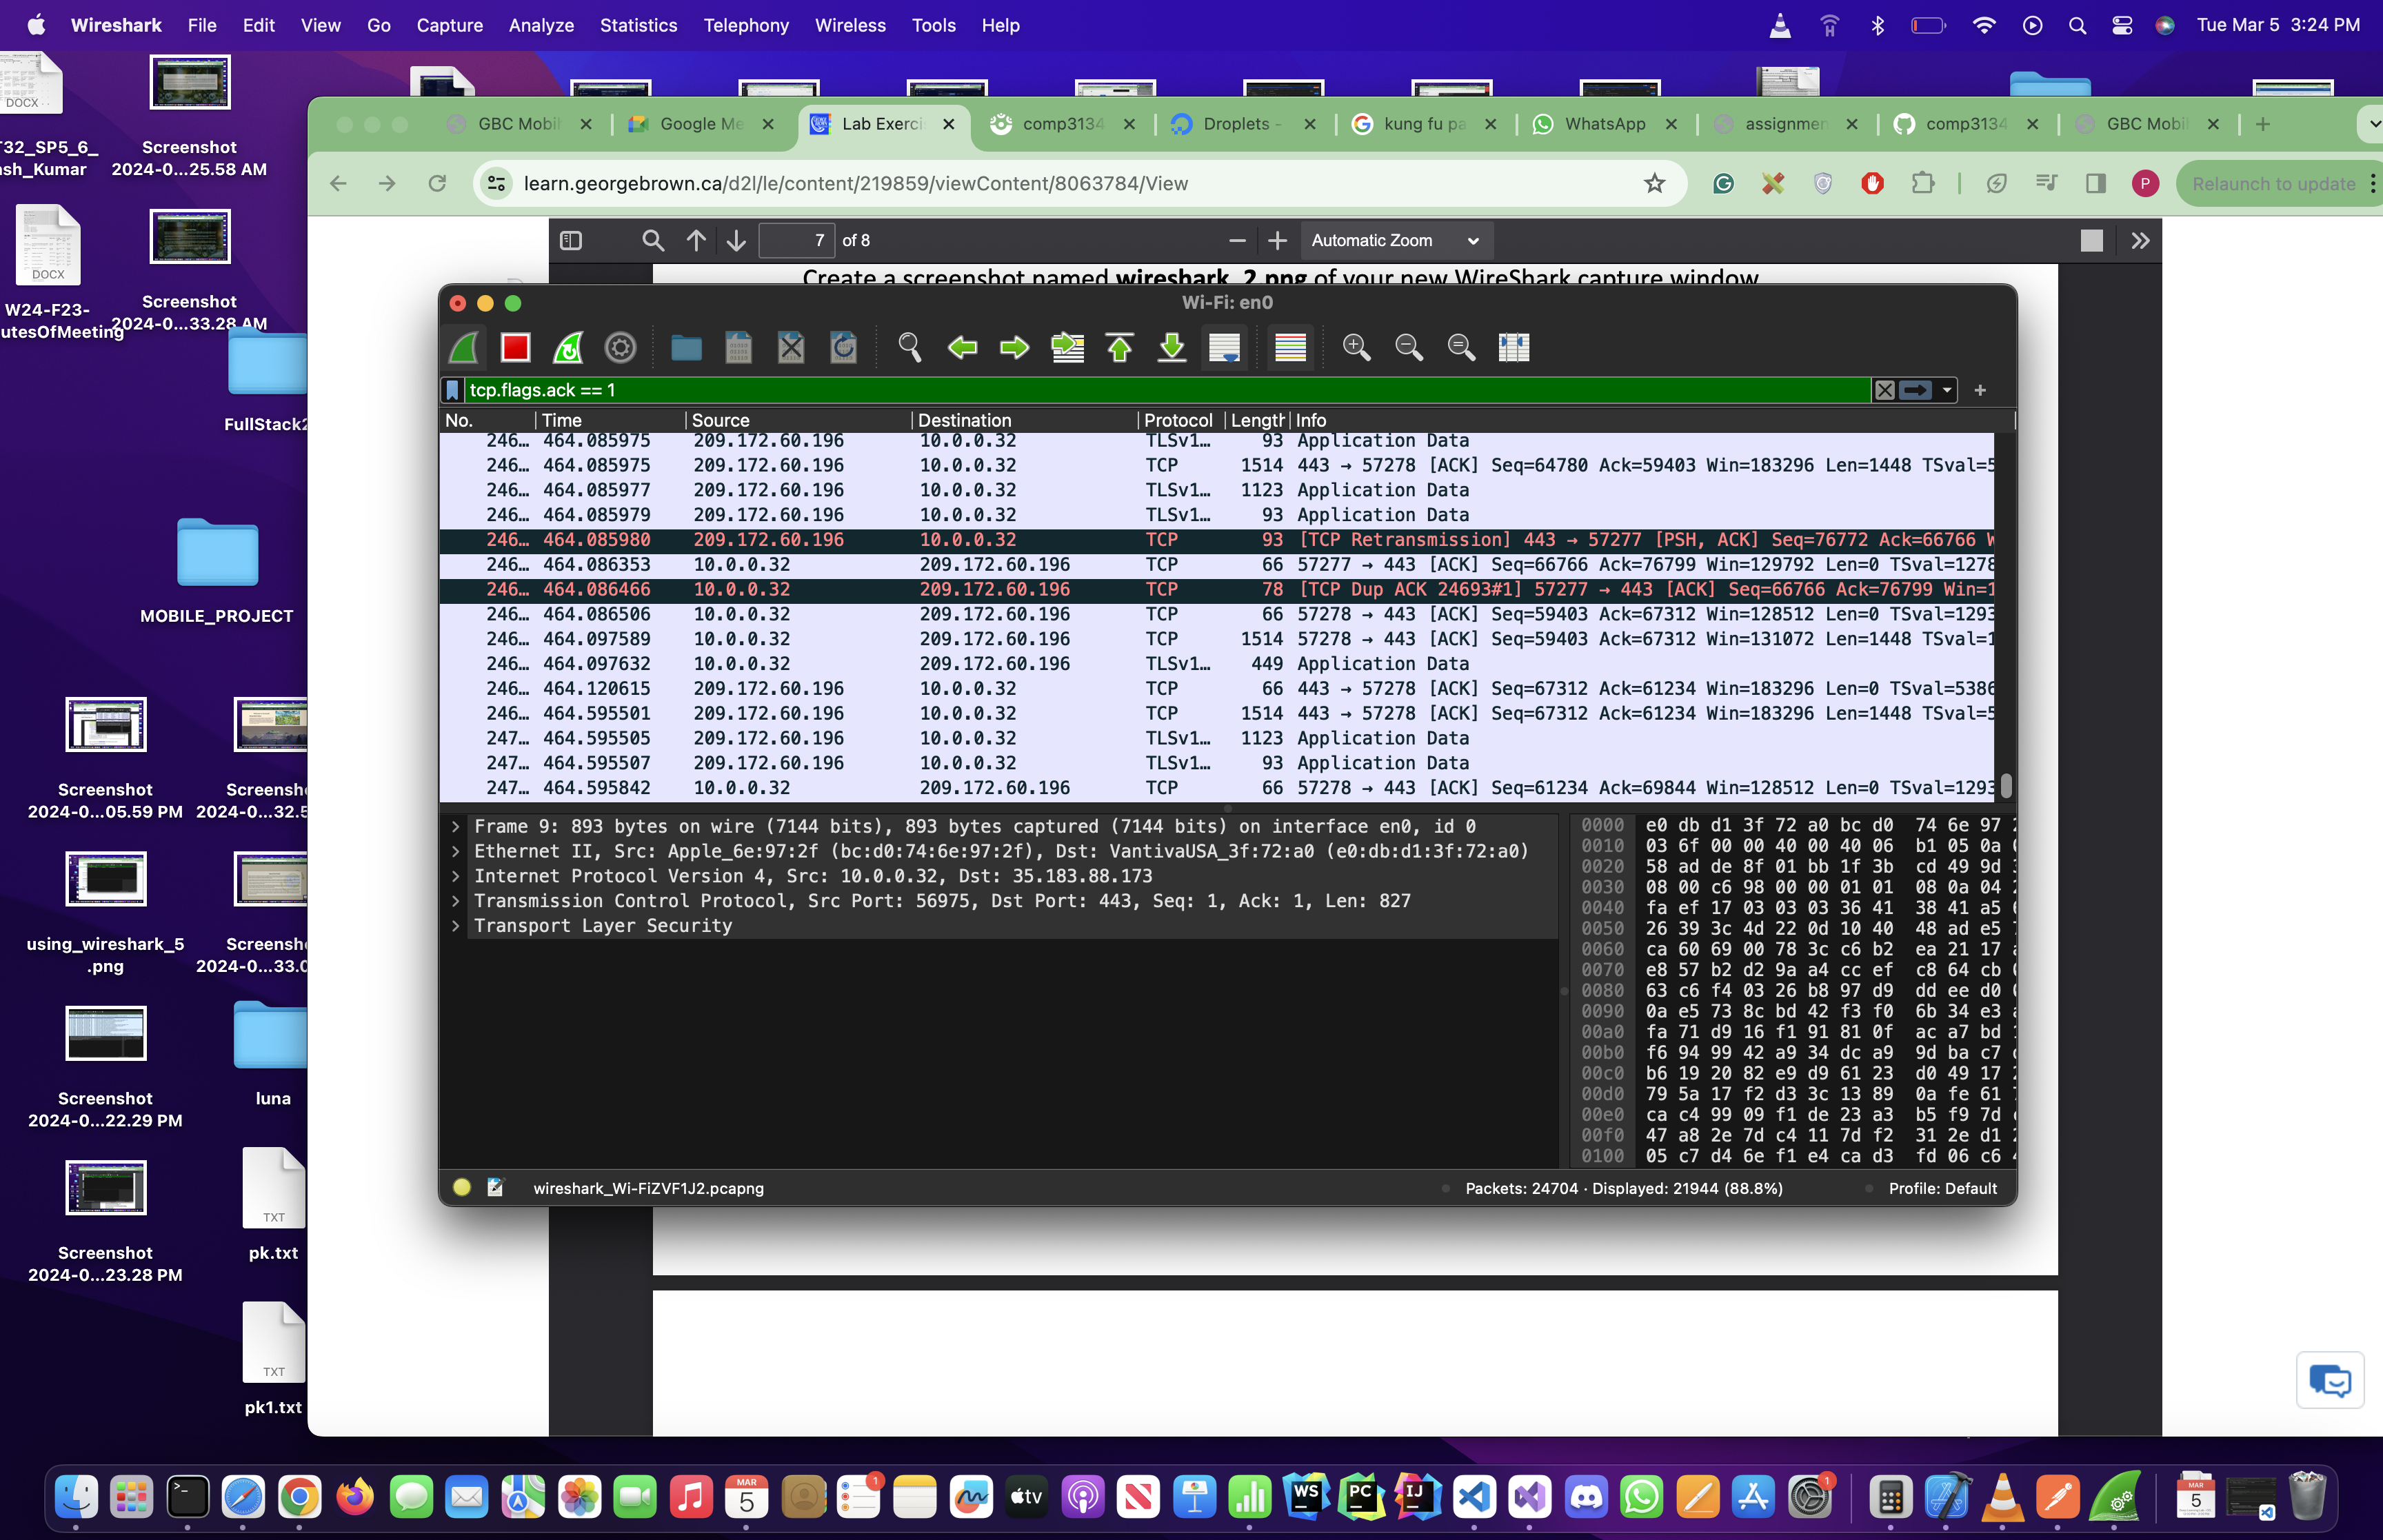 Wireshark File Edit View Go Capture Analyze Statistics Telephony Wireless Tools Help Tue Mar 5 3:24 PM
DOCX
Screenshot
2024-0...25.58 AM
T32_SP5_6_
ash_Kumar
DOCX
W24-F23-
utesOfMeeting
Screenshot
2024-0...33.28 AM
FullStack2
MOBILE_PROJECT
Screenshot
2024-0...05.59 PM
Screensh
2024-0...32.5
using_wireshark_5
.png
Screensh
2024-0...33.0
Screenshot
2024-0...22.29 PM
luna
Screenshot
2024-0...23.28 PM
TXT
pk.txt
TXT
pk1.txt
GBC Mobil
Google Me
Lab Exerci
comp3134
Droplets -
kung fu pa
WhatsApp
assignmen
comp3134
GBC Mobil
learn.georgebrown.ca/d2l/le/content/219859/viewContent/8063784/View
P
Relaunch to update
7 of 8
Automatic Zoom
Create a screenshot named wireshark_2.png of your new WireShark capture window
Wi-Fi: en0
tcp.flags.ack == 1
No. Time Source Destination Protocol Length Info
246… 464.085975 209.172.60.196 10.0.0.32 TLSv1… 93 Application Data
246… 464.085975 209.172.60.196 10.0.0.32 TCP 1514 443 → 57278 [ACK] Seq=64780 Ack=59403 Win=183296 Len=1448 TSval=5
246… 464.085977 209.172.60.196 10.0.0.32 TLSv1… 1123 Application Data
246… 464.085979 209.172.60.196 10.0.0.32 TLSv1… 93 Application Data
246… 464.085980 209.172.60.196 10.0.0.32 TCP 93 [TCP Retransmission] 443 → 57277 [PSH, ACK] Seq=76772 Ack=66766 W
246… 464.086353 10.0.0.32 209.172.60.196 TCP 66 57277 → 443 [ACK] Seq=66766 Ack=76799 Win=129792 Len=0 TSval=1278
246… 464.086466 10.0.0.32 209.172.60.196 TCP 78 [TCP Dup ACK 24693#1] 57277 → 443 [ACK] Seq=66766 Ack=76799 Win=1
246… 464.086506 10.0.0.32 209.172.60.196 TCP 66 57278 → 443 [ACK] Seq=59403 Ack=67312 Win=128512 Len=0 TSval=1293
246… 464.097589 10.0.0.32 209.172.60.196 TCP 1514 57278 → 443 [ACK] Seq=59403 Ack=67312 Win=131072 Len=1448 TSval=1
246… 464.097632 10.0.0.32 209.172.60.196 TLSv1… 449 Application Data
246… 464.120615 209.172.60.196 10.0.0.32 TCP 66 443 → 57278 [ACK] Seq=67312 Ack=61234 Win=183296 Len=0 TSval=5386
246… 464.595501 209.172.60.196 10.0.0.32 TCP 1514 443 → 57278 [ACK] Seq=67312 Ack=61234 Win=183296 Len=1448 TSval=5
247… 464.595505 209.172.60.196 10.0.0.32 TLSv1… 1123 Application Data
247… 464.595507 209.172.60.196 10.0.0.32 TLSv1… 93 Application Data
247… 464.595842 10.0.0.32 209.172.60.196 TCP 66 57278 → 443 [ACK] Seq=61234 Ack=69844 Win=128512 Len=0 TSval=1293
Frame 9: 893 bytes on wire (7144 bits), 893 bytes captured (7144 bits) on interface en0, id 0
Ethernet II, Src: Apple_6e:97:2f (bc:d0:74:6e:97:2f), Dst: VantivaUSA_3f:72:a0 (e0:db:d1:3f:72:a0)
Internet Protocol Version 4, Src: 10.0.0.32, Dst: 35.183.88.173
Transmission Control Protocol, Src Port: 56975, Dst Port: 443, Seq: 1, Ack: 1, Len: 827
Transport Layer Security
0000 e0 db d1 3f 72 a0 bc d0 74 6e 97 2
0010 03 6f 00 00 40 00 40 06 b1 05 0a 0
0020 58 ad de 8f 01 bb 1f 3b cd 49 9d 3
0030 08 00 c6 98 00 00 01 01 08 0a 04 2
0040 fa ef 17 03 03 03 36 41 38 41 a5 6
0050 26 39 3c 4d 22 0d 10 40 48 ad e5 7
0060 ca 60 69 00 78 3c c6 b2 ea 21 17 a
0070 e8 57 b2 d2 9a a4 cc ef c8 64 cb 0
0080 63 c6 f4 03 26 b8 97 d9 dd ee d0 0
0090 0a e5 73 8c bd 42 f3 f0 6b 34 e3 a
00a0 fa 71 d9 16 f1 91 81 0f ac a7 bd 1
00b0 f6 94 99 42 a9 34 dc a9 9d ba c7 c
00c0 b6 19 20 82 e9 d9 61 23 d0 49 17 2
00d0 79 5a 17 f2 d3 3c 13 89 0a fe 61 7
00e0 ca c4 99 09 f1 de 23 a3 b5 f9 7d
00f0 47 a8 2e 7d c4 11 7d f2 31 2e d1 2
0100 05 c7 d4 6e f1 e4 ca d3 fd 06 c6 4
wireshark_Wi-FiZVF1J2.pcapng
Packets: 24704 · Displayed: 21944 (88.8%)
Profile: Default
MAR
5
1
tv
WS
PC
IJ
1
MAR
5